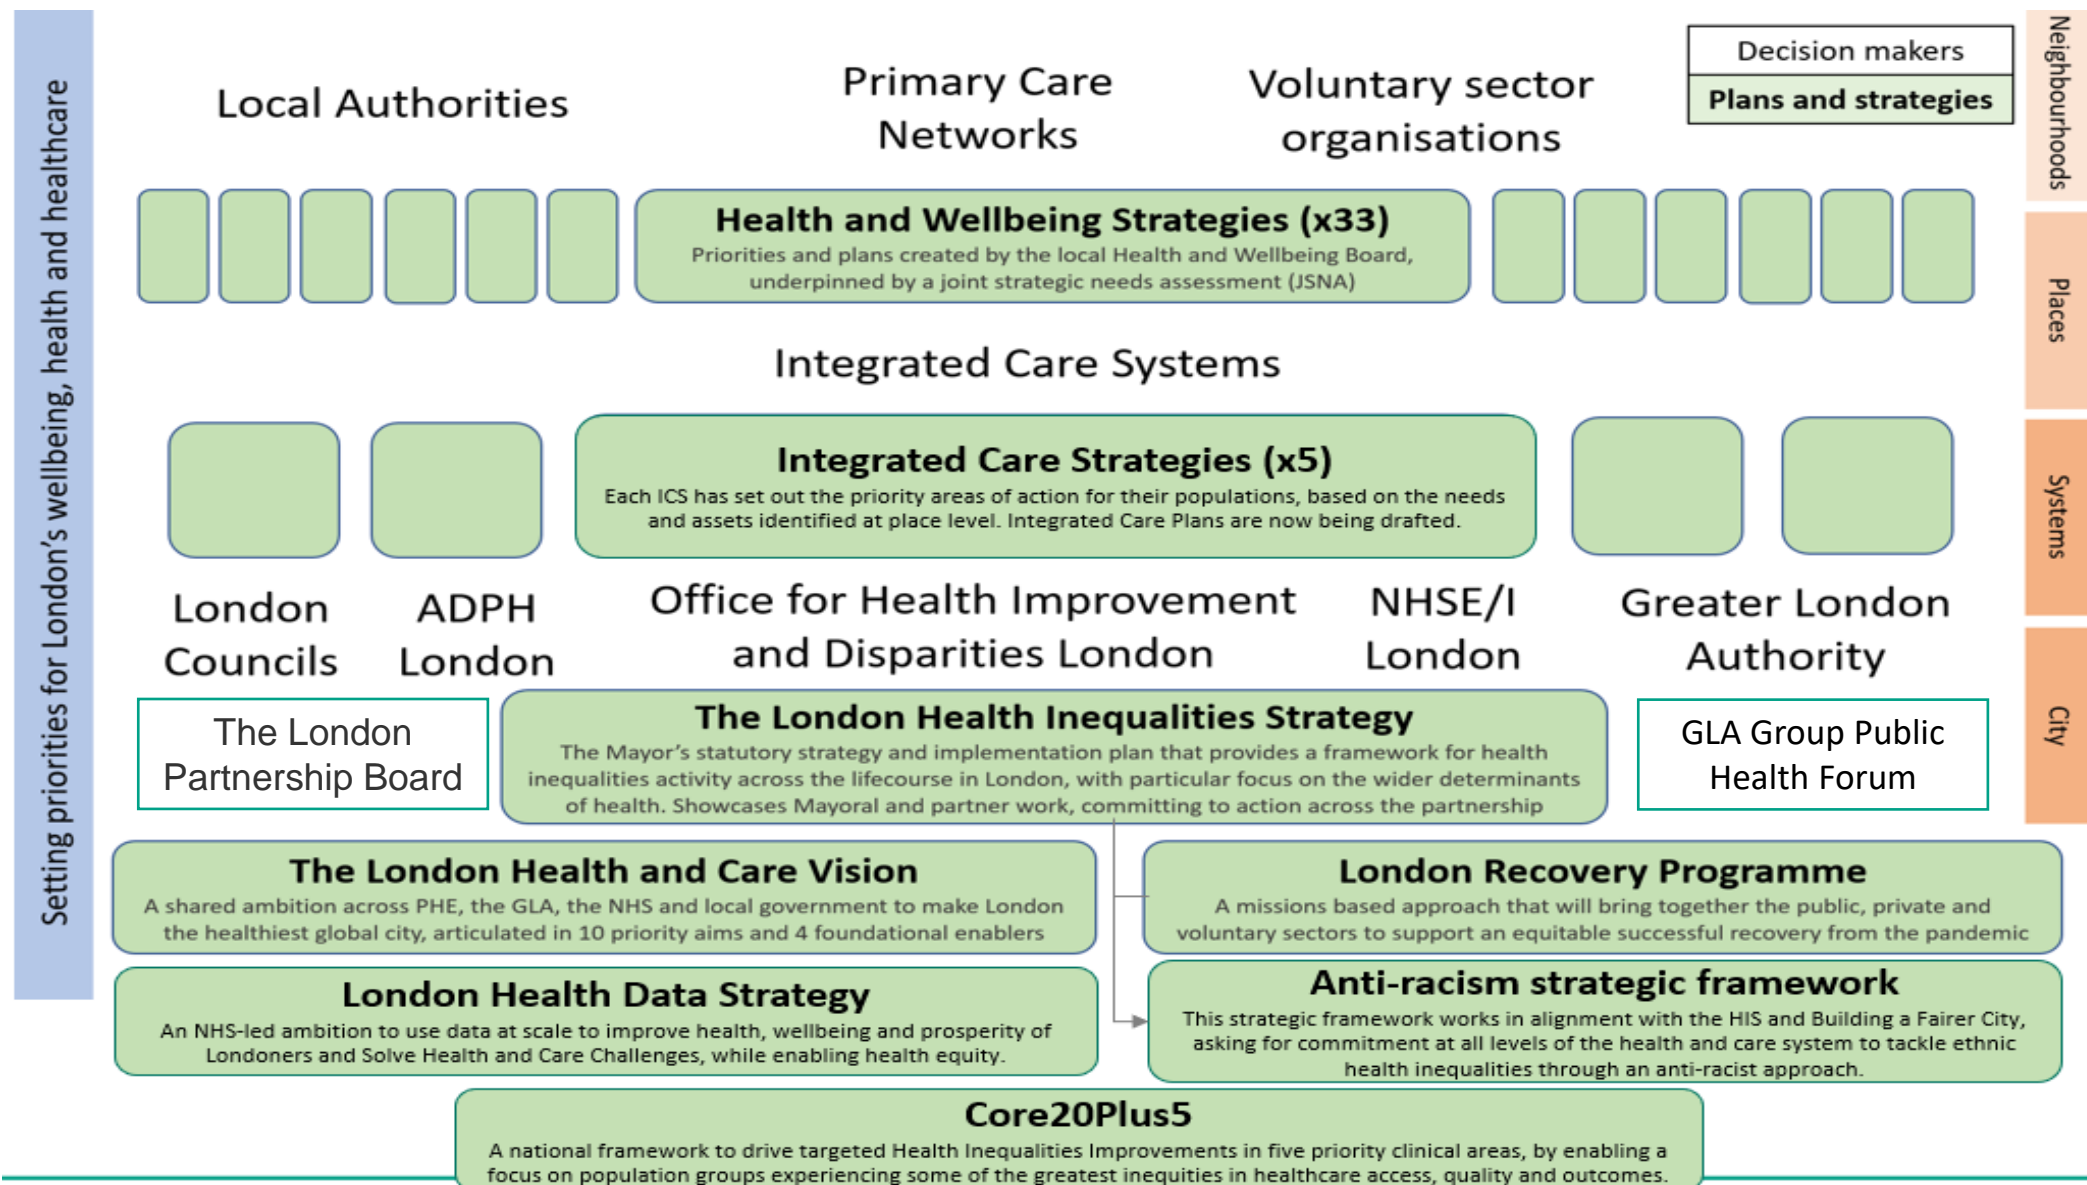 Setting priorities for London's wellbeing, health and healthcare
Decision makers
Plans and strategies
Neighbourhoods
Places
Systems
City
Local Authorities
Primary Care
Networks
Voluntary sector
organisations
Health and Wellbeing Strategies (x33)
Priorities and plans created by the local Health and Wellbeing Board,
underpinned by a joint strategic needs assessment (JSNA)
Integrated Care Systems
Integrated Care Strategies (x5)
Each ICS has set out the priority areas of action for their populations, based on the needs
and assets identified at place level. Integrated Care Plans are now being drafted.
London
Councils
ADPH
London
Office for Health Improvement
and Disparities London
NHSE/I
London
Greater London
Authority
The London
Partnership Board
The London Health Inequalities Strategy
The Mayor's statutory strategy and implementation plan that provides a framework for health
inequalities activity across the lifecourse in London, with particular focus on the wider determinants
of health. Showcases Mayoral and partner work, committing to action across the partnership
GLA Group Public
Health Forum
The London Health and Care Vision
A shared ambition across PHE, the GLA, the NHS and local government to make London
the healthiest global city, articulated in 10 priority aims and 4 foundational enablers
London Recovery Programme
A missions based approach that will bring together the public, private and
voluntary sectors to support an equitable successful recovery from the pandemic
London Health Data Strategy
An NHS-led ambition to use data at scale to improve health, wellbeing and prosperity of
Londoners and Solve Health and Care Challenges, while enabling health equity.
Anti-racism strategic framework
This strategic framework works in alignment with the HIS and Building a Fairer City,
asking for commitment at all levels of the health and care system to tackle ethnic
health inequalities through an anti-racist approach.
Core20Plus5
A national framework to drive targeted Health Inequalities Improvements in five priority clinical areas, by enabling a
focus on population groups experiencing some of the greatest inequities in healthcare access, quality and outcomes.